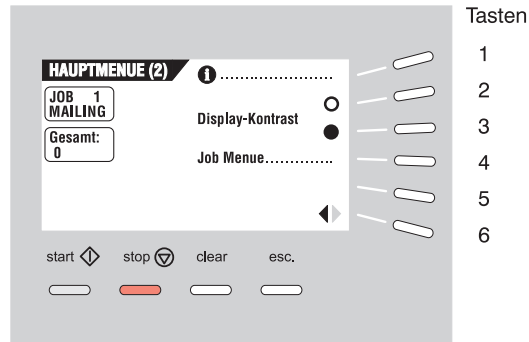 Tasten
HAUPTMENUE (2)
i ..................
1
JOB 1
MAILING
2
Display-Kontrast
3
Gesamt:
0
Job Menue..............
4
5
6
start stop clear esc.